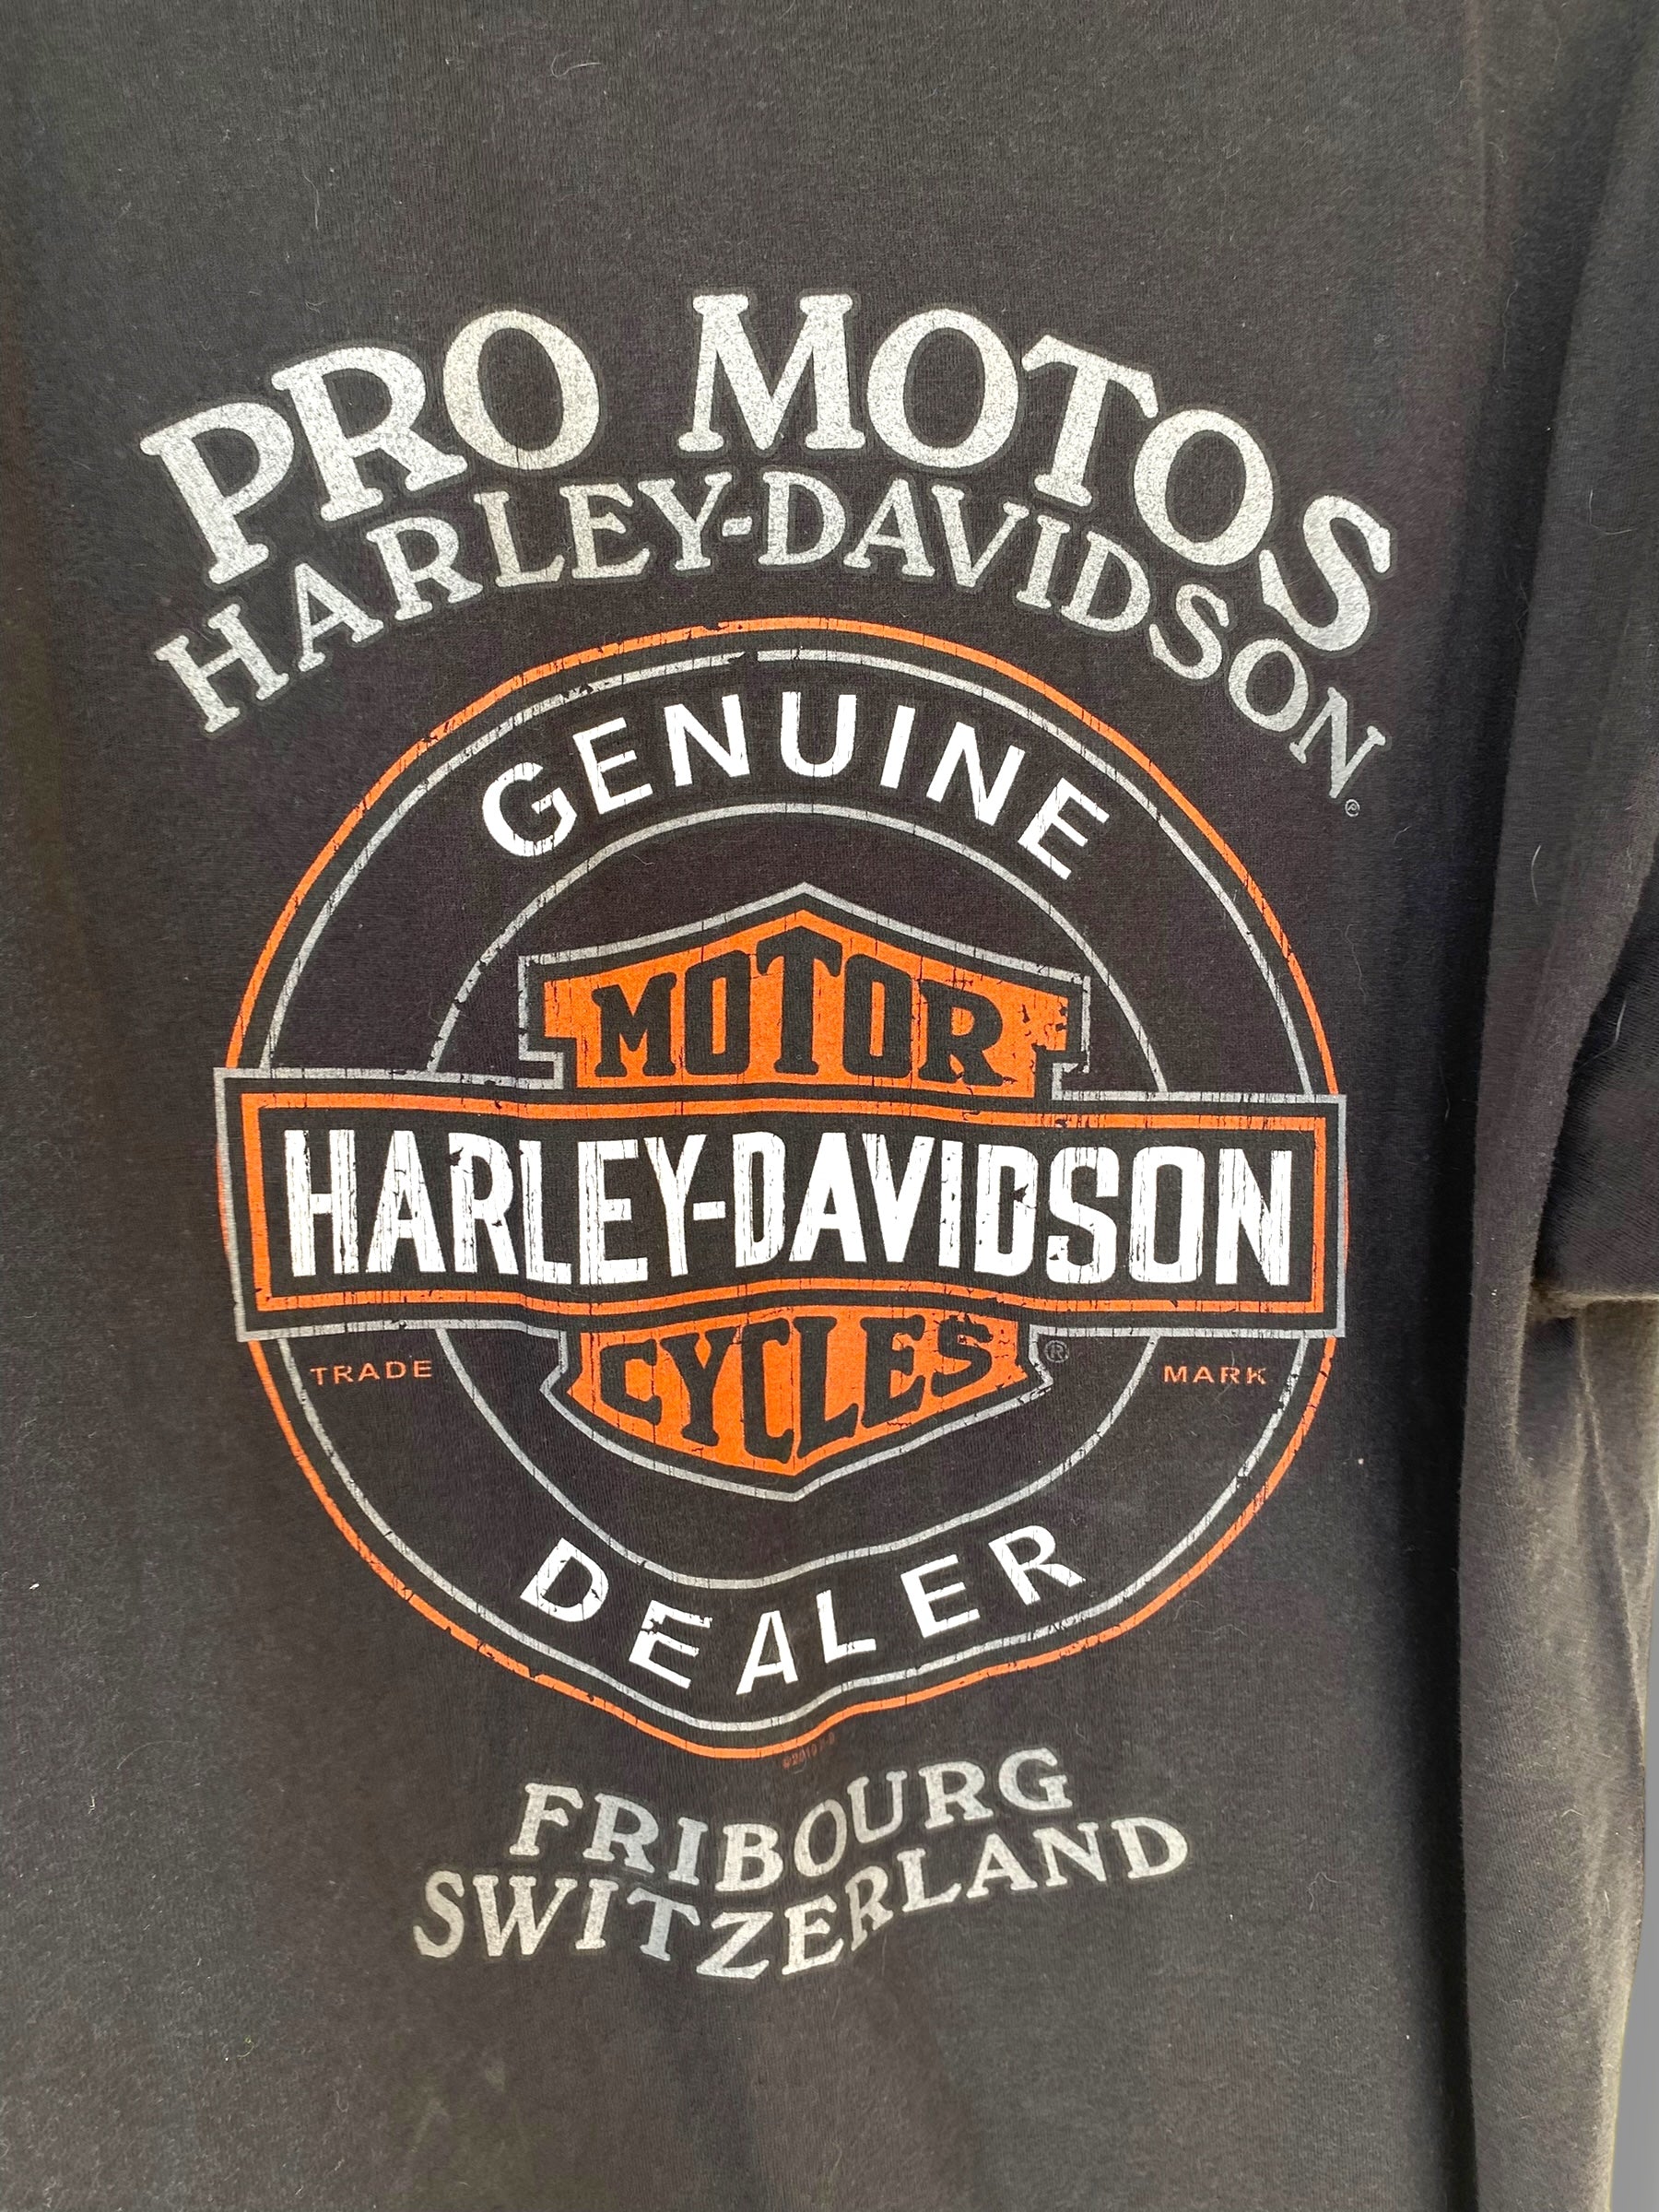 PRO MOTOS
HARLEY-DAVIDSON
®
GENUINE
MOTOR
HARLEY-DAVIDSON
CYCLES ®
TRADE MARK
DEALER
FRIBOURG
SWITZERLAND